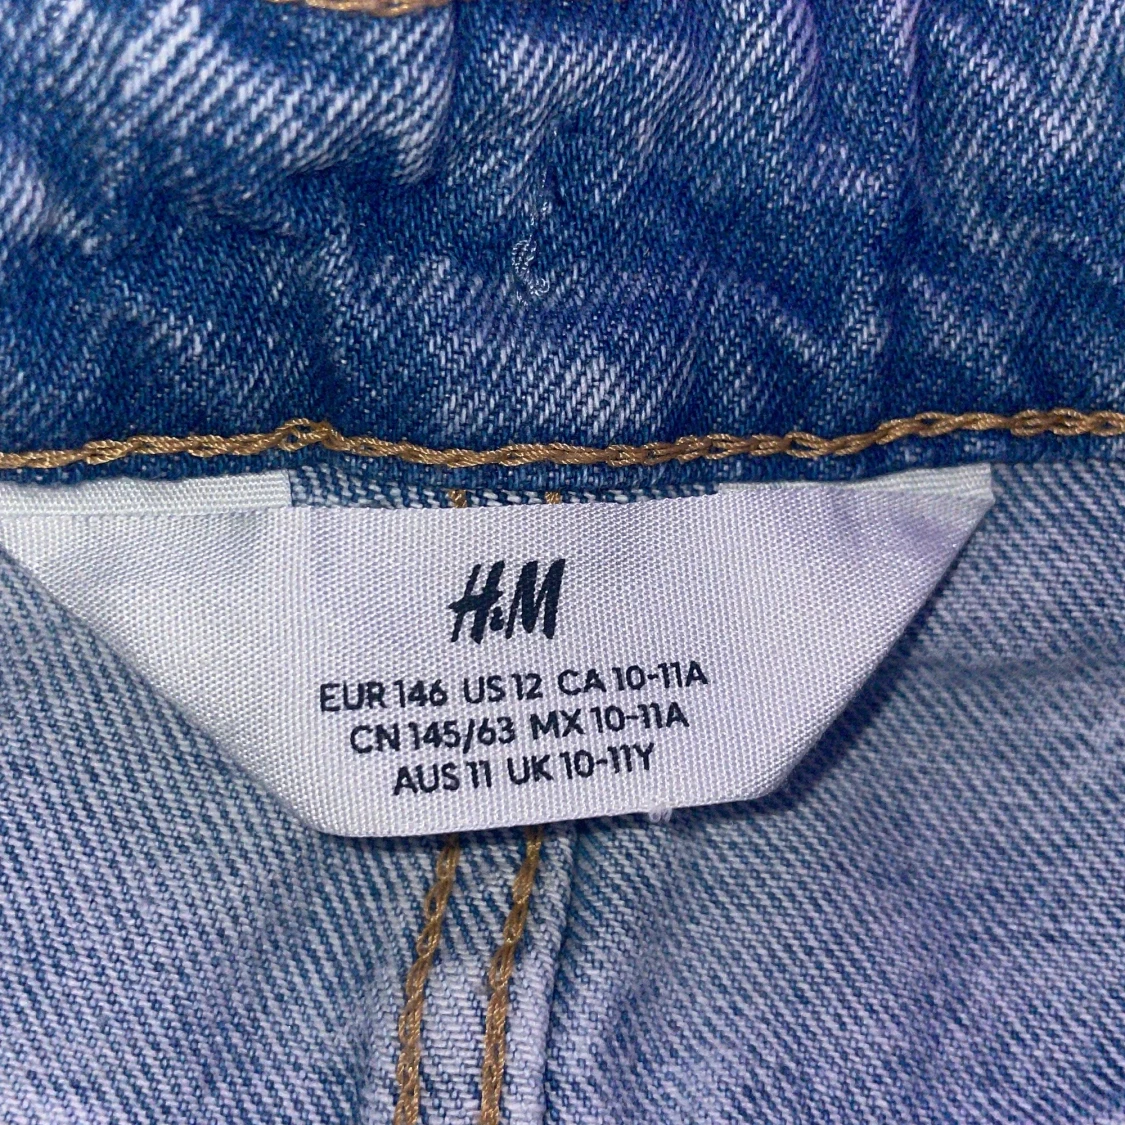 H&M
EUR 146 US 12 CA 10-11A
CN 145/63 MX 10-11A
AUS 11 UK 10-11Y